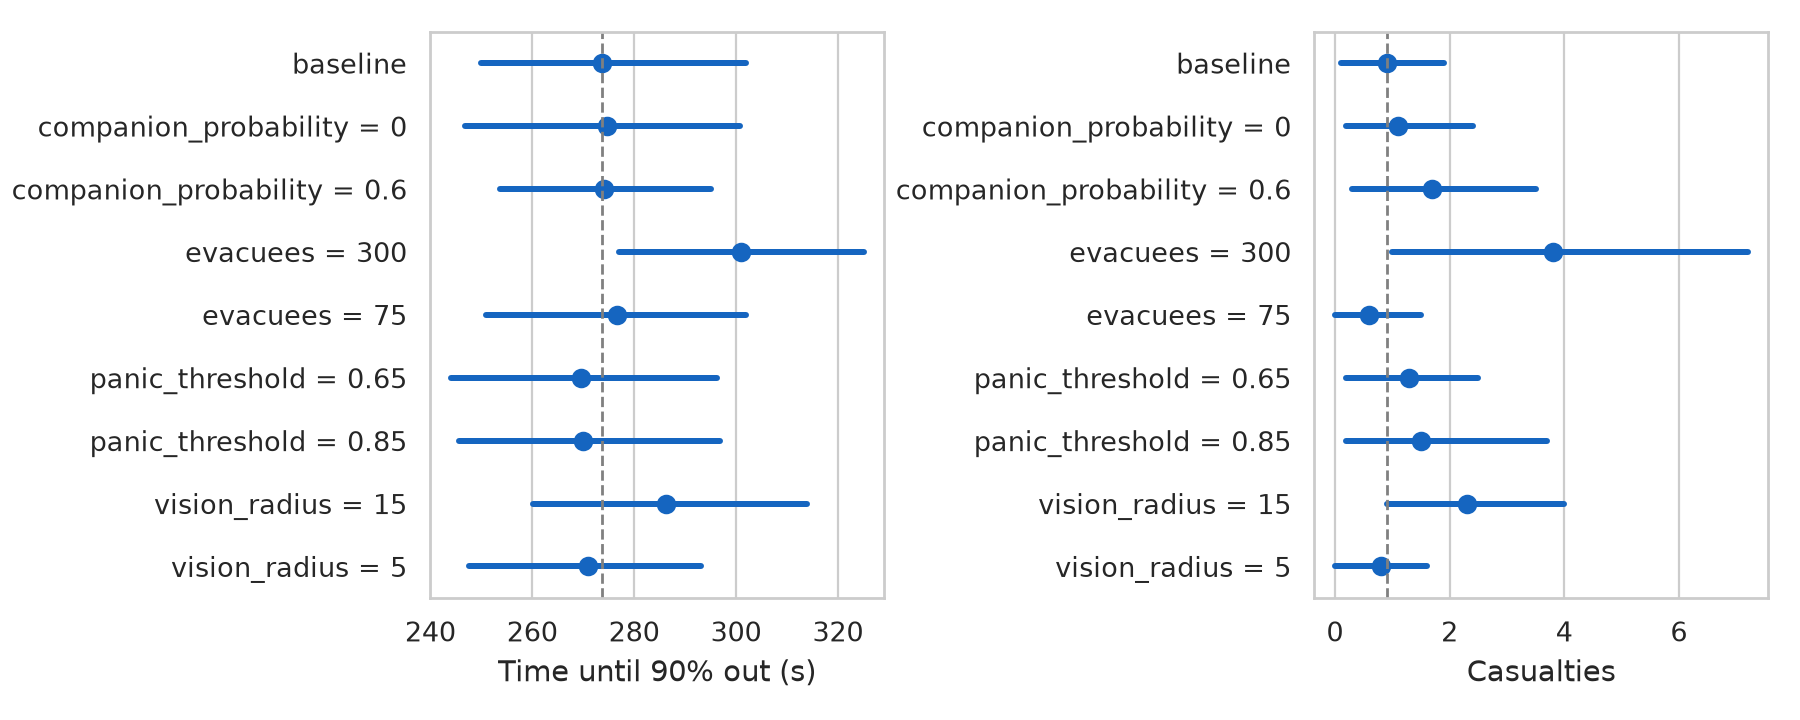 baseline
companion_probability = 0
companion_probability = 0.6
evacuees = 300
evacuees = 75
panic_threshold = 0.65
panic_threshold = 0.85
vision_radius = 15
vision_radius = 5
240 260 280 300 320
Time until 90% out (s)
baseline
companion_probability = 0
companion_probability = 0.6
evacuees = 300
evacuees = 75
panic_threshold = 0.65
panic_threshold = 0.85
vision_radius = 15
vision_radius = 5
0 2 4 6
Casualties